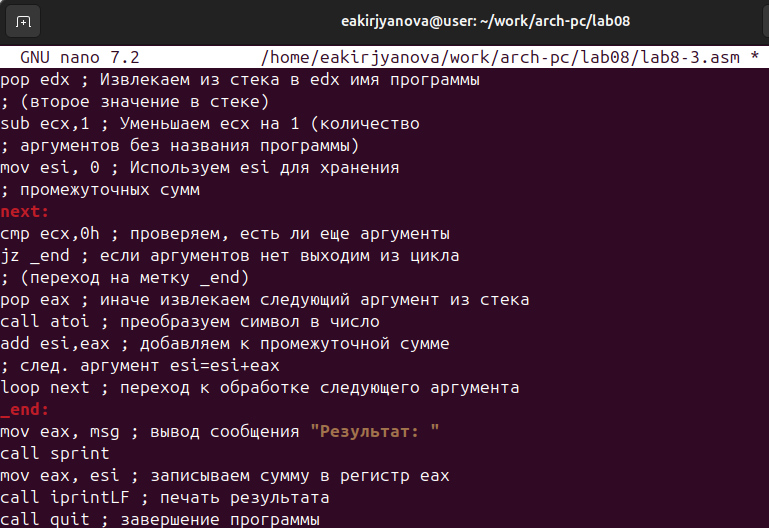 eakirjyanova@user: ~/work/arch-pc/lab08
GNU nano 7.2 /home/eakirjyanova/work/arch-pc/lab08/lab8-3.asm *
pop edx ; Извлекаем из стека в edx имя программы
; (второе значение в стеке)
sub ecx,1 ; Уменьшаем ecx на 1 (количество
; аргументов без названия программы)
mov esi, 0 ; Используем esi для хранения
; промежуточных сумм
next:
cmp ecx,0h ; проверяем, есть ли еще аргументы
jz _end ; если аргументов нет выходим из цикла
; (переход на метку _end)
pop eax ; иначе извлекаем следующий аргумент из стека
call atoi ; преобразуем символ в число
add esi,eax ; добавляем к промежуточной сумме
; след. аргумент esi=esi+eax
loop next ; переход к обработке следующего аргумента
_end:
mov eax, msg ; вывод сообщения "Результат: "
call sprint
mov eax, esi ; записываем сумму в регистр eax
call iprintLF ; печать результата
call quit ; завершение программы